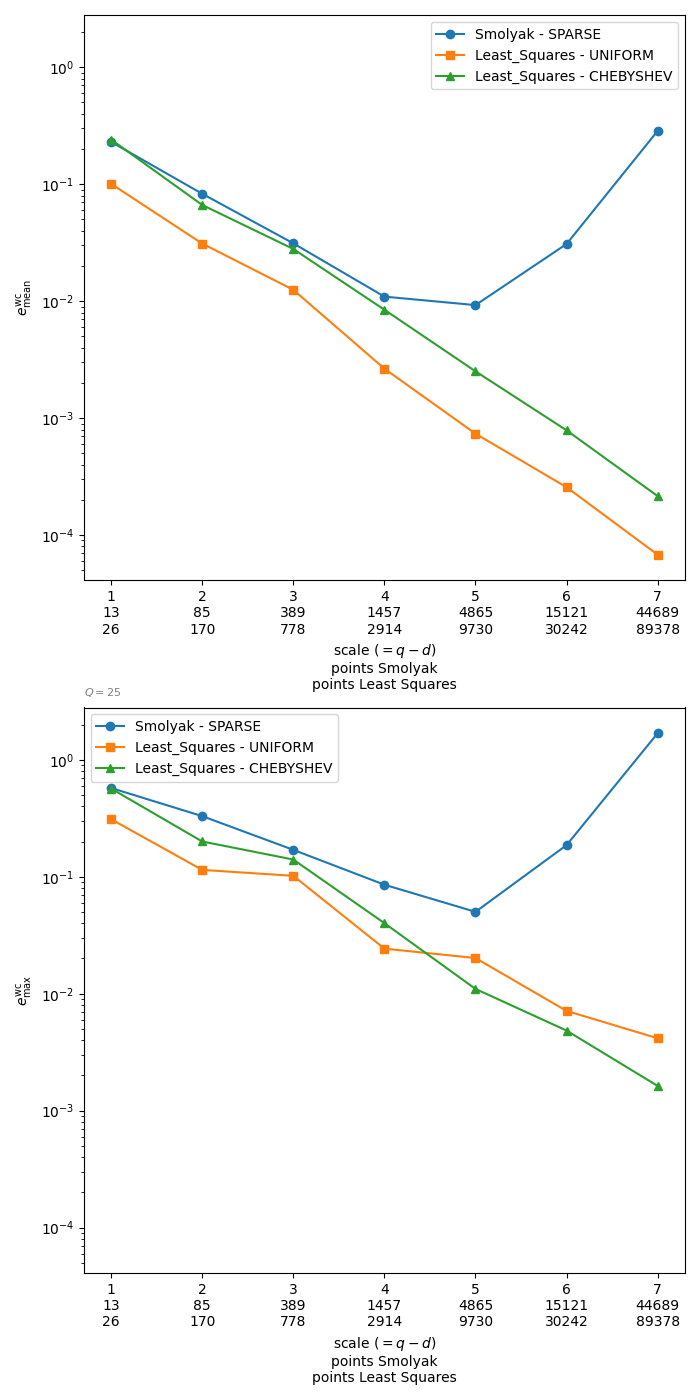 Smolyak - SPARSE
Least_Squares - UNIFORM
Least_Squares - CHEBYSHEV
10⁰
10⁻¹
10⁻²
10⁻³
10⁻⁴
e^wc_mean
1 2 3 4 5 6 7
13 85 389 1457 4865 15121 44689
26 170 778 2914 9730 30242 89378
scale (= q − d)
points Smolyak
points Least Squares
Q = 25
Smolyak - SPARSE
Least_Squares - UNIFORM
Least_Squares - CHEBYSHEV
10⁰
10⁻¹
10⁻²
10⁻³
10⁻⁴
e^wc_max
1 2 3 4 5 6 7
13 85 389 1457 4865 15121 44689
26 170 778 2914 9730 30242 89378
scale (= q − d)
points Smolyak
points Least Squares